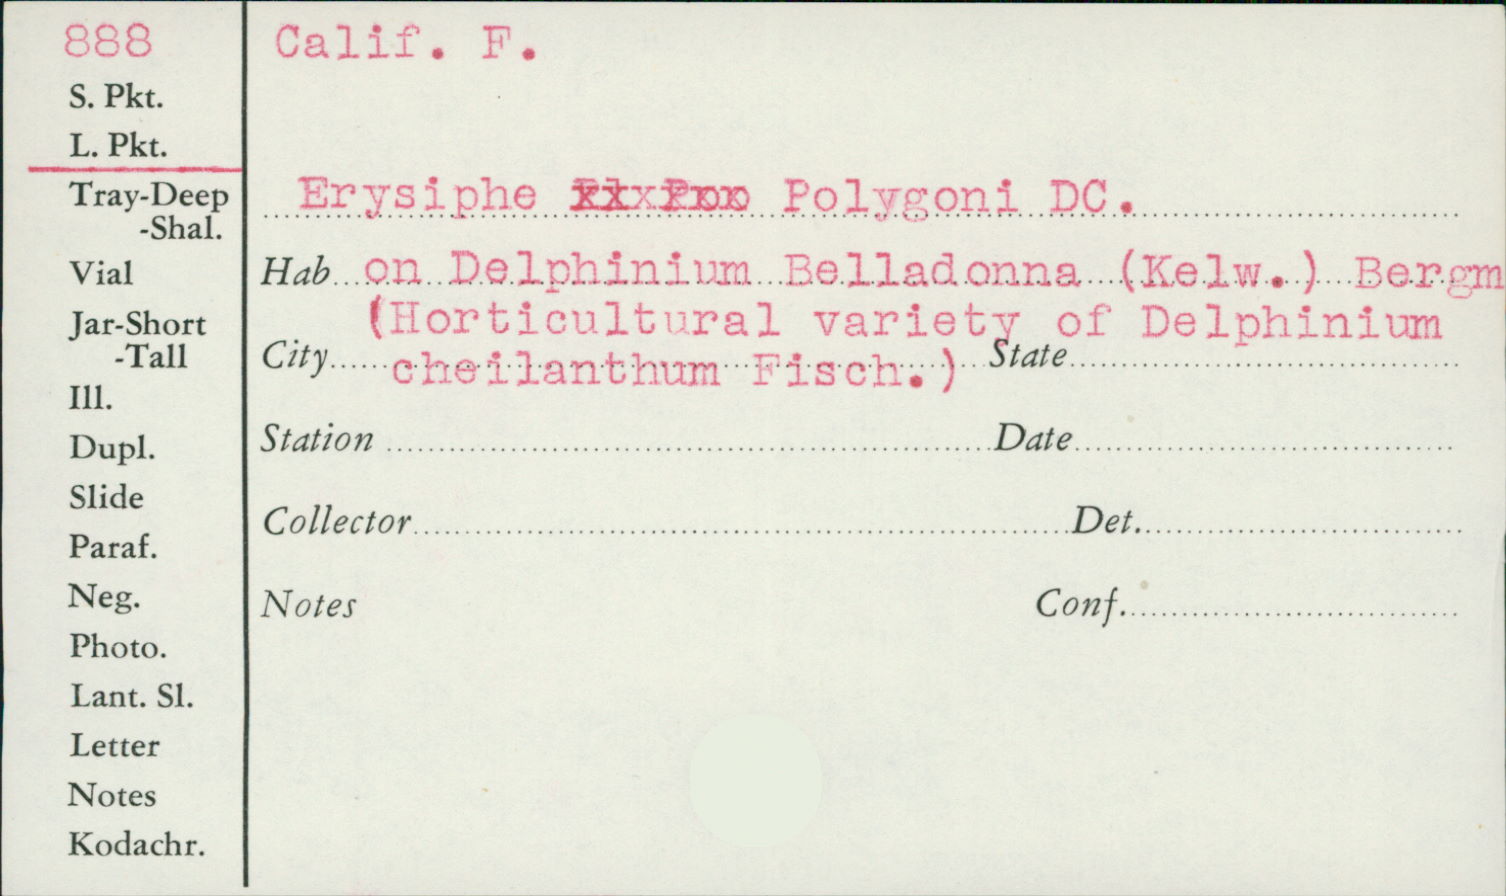 888
Calif. F.
S. Pkt.
L. Pkt.
Erysiphe Polygoni DC.
Tray-Deep
-Shal.
Vial
Hab. on Delphinium Belladonna (Kelw.) Bergm
(Horticultural variety of Delphinium
Jar-Short
-Tall
City cheilanthum Fisch.) State
Ill.
Dupl.
Station Date
Slide
Collector Det.
Paraf.
Neg.
Notes Conf.
Photo.
Lant. Sl.
Letter
Notes
Kodachr.